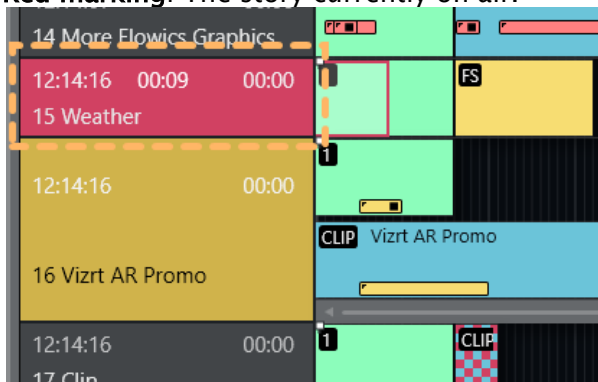 Red marking: The story currently on air.
14 More Flowics Graphics
12:14:16 00:09 00:00
15 Weather
FS
1
12:14:16 00:00
CLIP Vizrt AR Promo
16 Vizrt AR Promo
12:14:16 00:00
1
CLIP
17 Clip